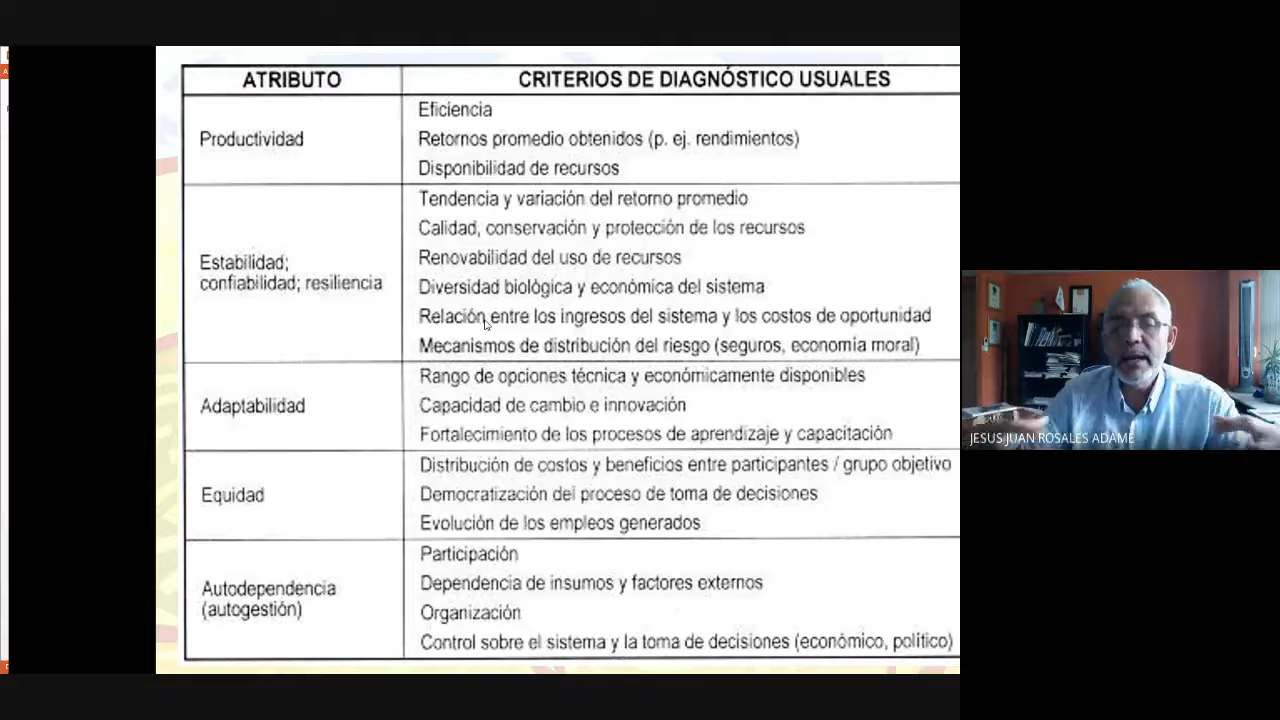 ATRIBUTO
CRITERIOS DE DIAGNÓSTICO USUALES
Productividad
Eficiencia
Retornos promedio obtenidos (p. ej. rendimientos)
Disponibilidad de recursos
Estabilidad;
confiabilidad; resiliencia
Tendencia y variación del retorno promedio
Calidad, conservación y protección de los recursos
Renovabilidad del uso de recursos
Diversidad biológica y económica del sistema
Relación entre los ingresos del sistema y los costos de oportunidad
Mecanismos de distribución del riesgo (seguros, economía moral)
Adaptabilidad
Rango de opciones técnica y económicamente disponibles
Capacidad de cambio e innovación
Fortalecimiento de los procesos de aprendizaje y capacitación
Equidad
Distribución de costos y beneficios entre participantes / grupo objetivo
Democratización del proceso de toma de decisiones
Evolución de los empleos generados
Autodependencia
(autogestión)
Participación
Dependencia de insumos y factores externos
Organización
Control sobre el sistema y la toma de decisiones (económico, político)
JESUS JUAN ROSALES ADAME